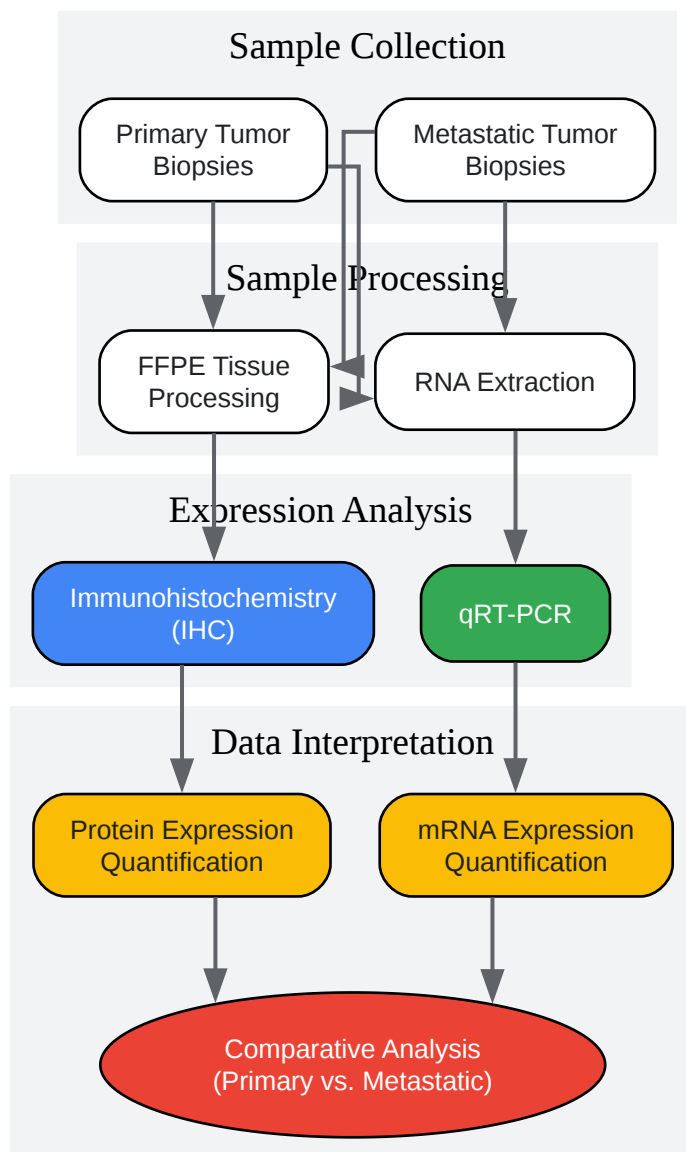 Sample Collection
Primary Tumor
Biopsies
Metastatic Tumor
Biopsies
Sample Processing
FFPE Tissue
Processing
RNA Extraction
Expression Analysis
Immunohistochemistry
(IHC)
qRT-PCR
Data Interpretation
Protein Expression
Quantification
mRNA Expression
Quantification
Comparative Analysis
(Primary vs. Metastatic)